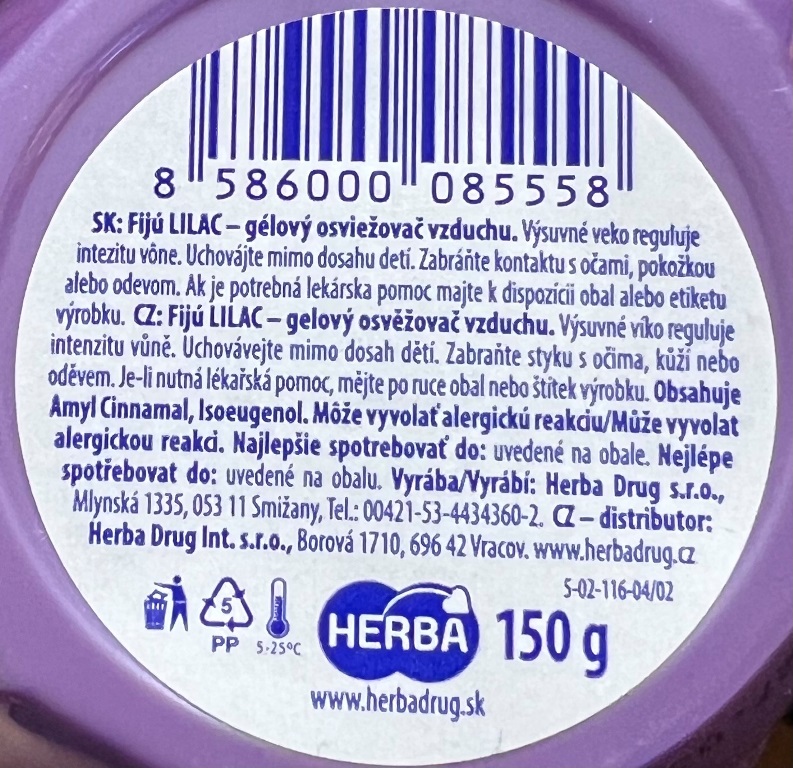 8 586000 085558
SK: Fijú LILAC – gélový osviežovač vzduchu. Výsuvné veko reguľuje
intezitu vône. Uchovájte mimo dosahu detí. Zabráňte kontaktu s očami, pokožkou
alebo odevom. Ak je potrebná lekárska pomoc majte k dispozícii obal alebo etiketu
výrobku. CZ: Fijú LILAC – gelový osvěžovač vzduchu. Výsuvné víko reguľuje
intenzitu vůně. Uchovávejte mimo dosah dětí. Zabraňte styku s očima, kůží nebo
oděvem. Je-li nutná lékařská pomoc, mějte po ruce obal nebo štítek výrobku. Obsahuje
Amyl Cinnamal, Isoeugenol. Môže vyvolať alergickú reakciu/Může vyvolat
alergickou reakci. Najlepšie spotrebovať do: uvedené na obale. Nejlépe
spotřebovat do: uvedené na obalu. Vyrába/Vyrábí: Herba Drug s.r.o.,
Mlynská 1335, 053 11 Smižany, Tel.: 00421-53-4434360-2. CZ – distributor:
Herba Drug Int. s.r.o., Borová 1710, 696 42 Vracov. www.herbadrug.cz
5-02-116-04/02
5
PP 5-25°C HERBA 150 g
www.herbadrug.sk